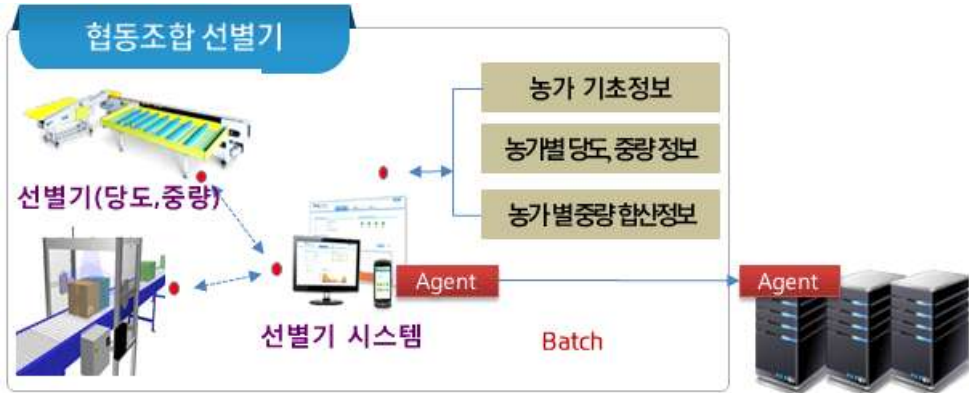 협동조합 선별기
농가 기초정보
농가별 당도, 중량 정보
선별기(당도,중량)
농가 별 중량 합산정보
Agent
Agent
선별기 시스템
Batch